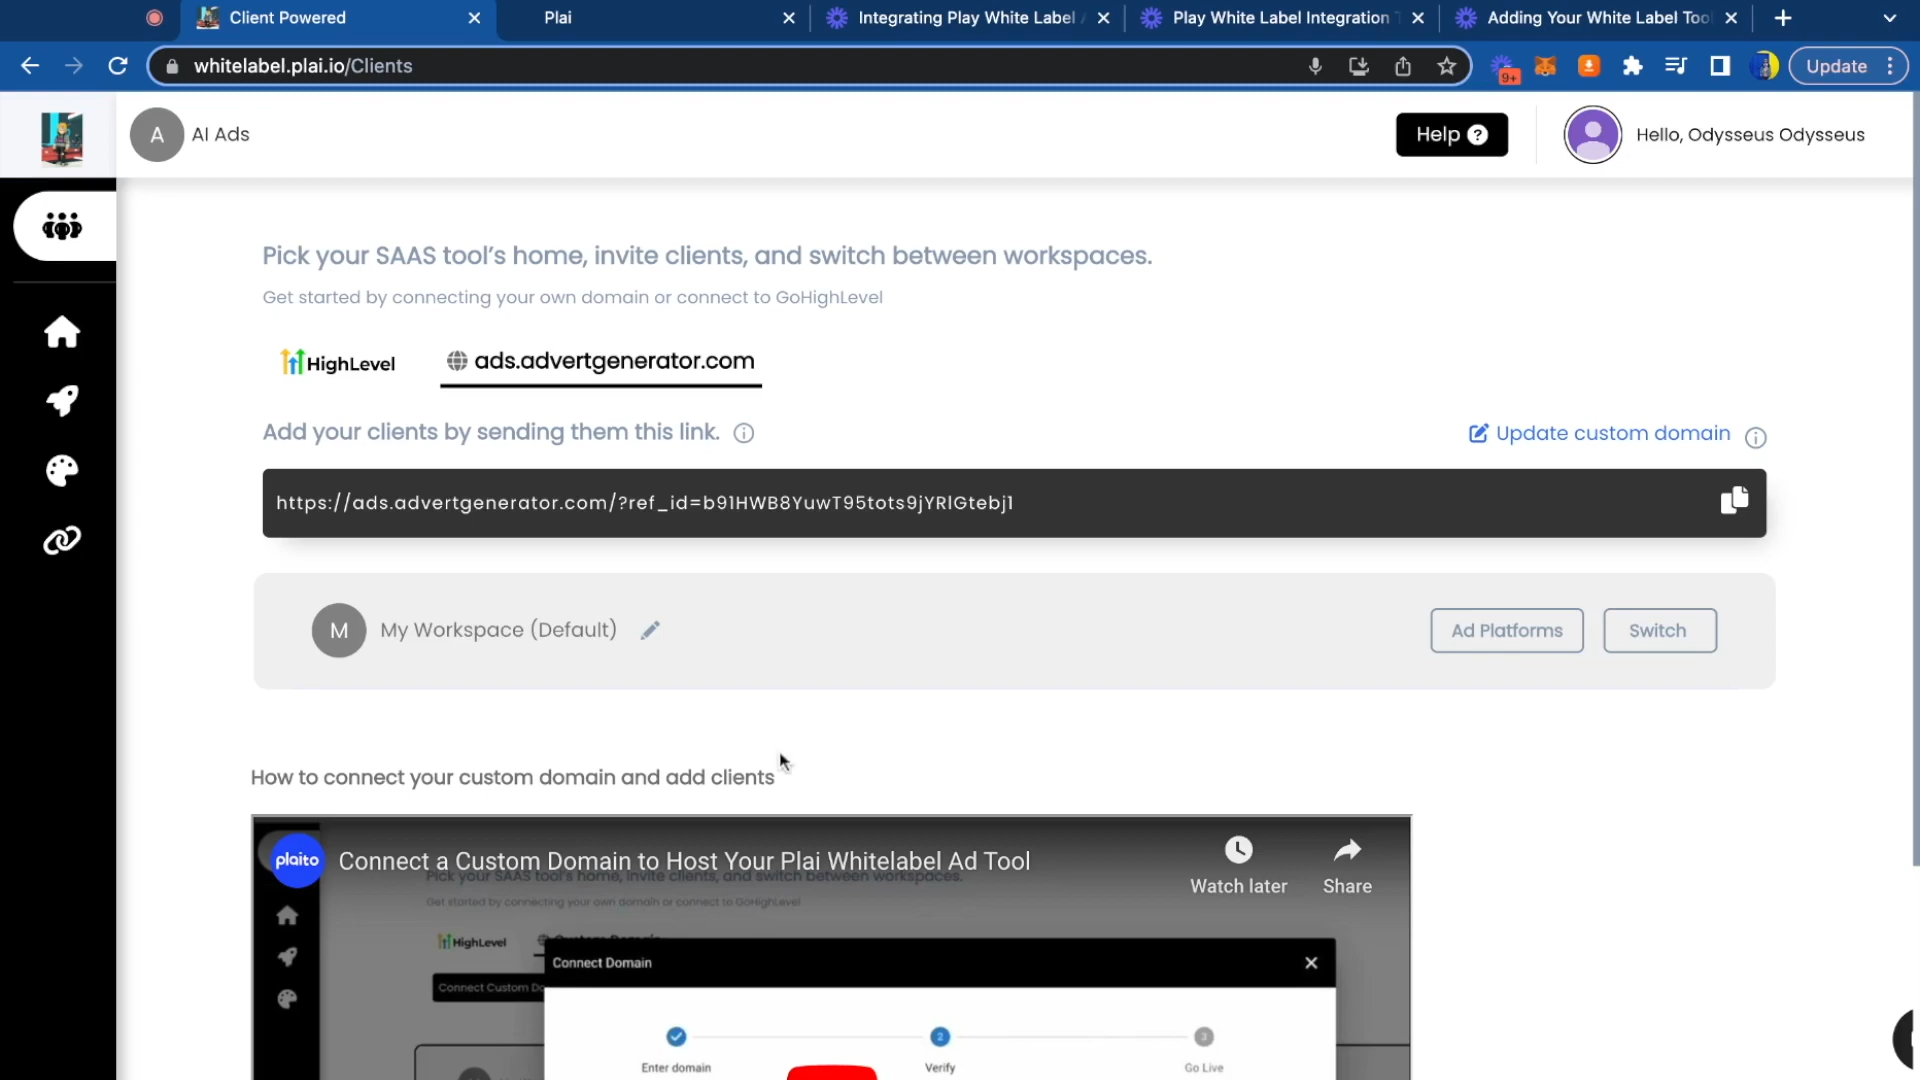 Client Powered
Plai
Integrating Play White Label
Play White Label Integration
Adding Your White Label Too
whitelabel.plai.io/Clients
9+
Update
A
AI Ads
Help ?
Hello, Odysseus Odysseus
Pick your SAAS tool's home, invite clients, and switch between workspaces.
Get started by connecting your own domain or connect to GoHighLevel
HighLevel
ads.advertgenerator.com
Add your clients by sending them this link.
Update custom domain
https://ads.advertgenerator.com/?ref_id=b91HWB8YuwT95tots9jYRlGtebj1
M
My Workspace (Default)
Ad Platforms
Switch
How to connect your custom domain and add clients
plaito
Connect a Custom Domain to Host Your Plai Whitelabel Ad Tool
Watch later
Share
Pick your SAAS tool's home, invite clients, and switch between workspaces.
Get started by connecting your own domain or connect to GoHighLevel
HighLevel
Custom Domain
Connect Domain
Connect Custom Do
2
3
Enter domain
Verify
Go Live